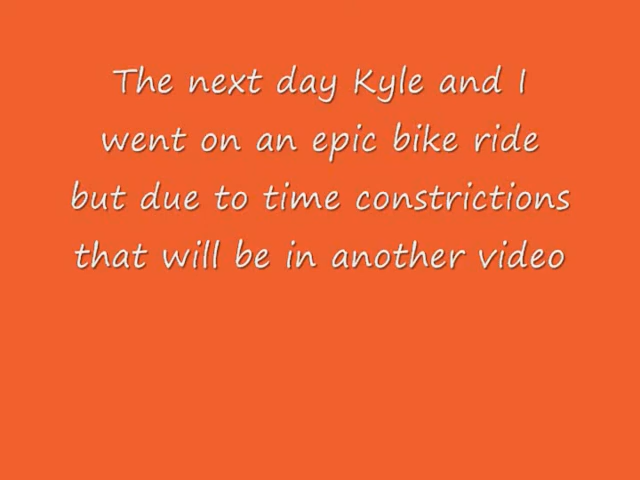 The next day Kyle and I
went on an epic bike ride
but due to time constrictions
that will be in another video